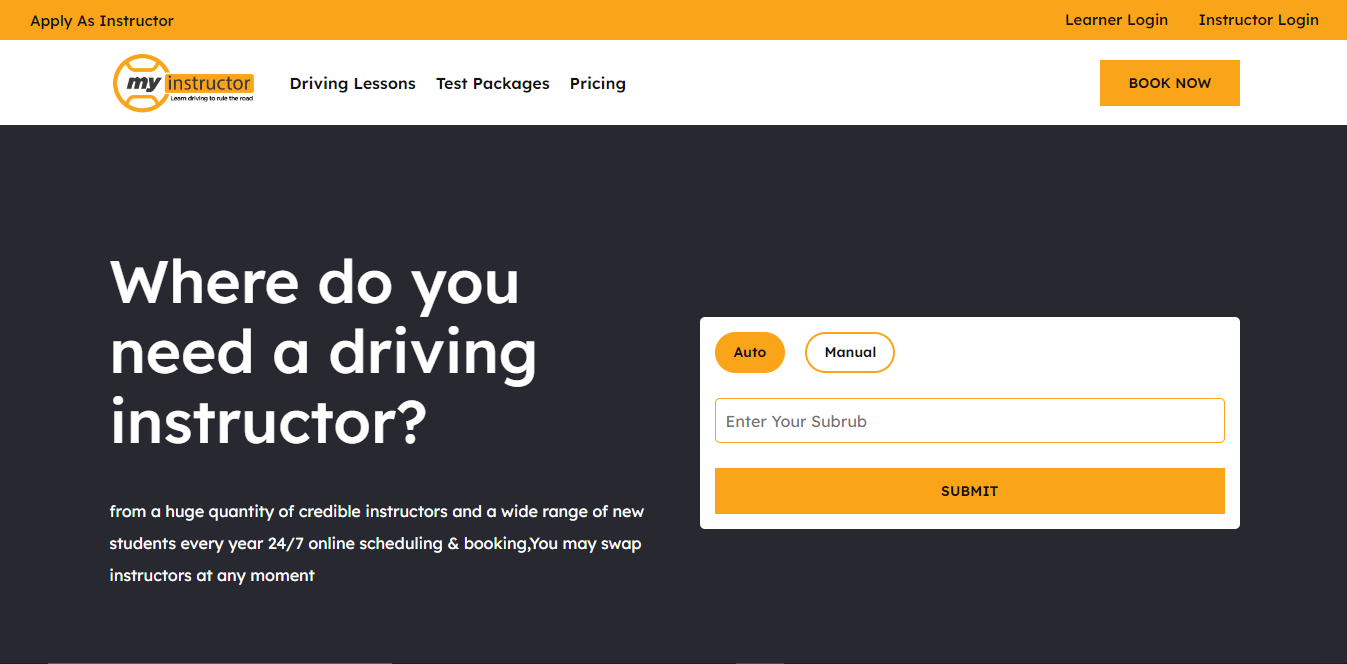 Apply As Instructor
Learner Login
Instructor Login
my instructor
Learn driving to rule the road
Driving Lessons
Test Packages
Pricing
BOOK NOW
Where do you
need a driving
instructor?
from a huge quantity of credible instructors and a wide range of new
students every year 24/7 online scheduling & booking,You may swap
instructors at any moment
Auto
Manual
Enter Your Subrub
SUBMIT